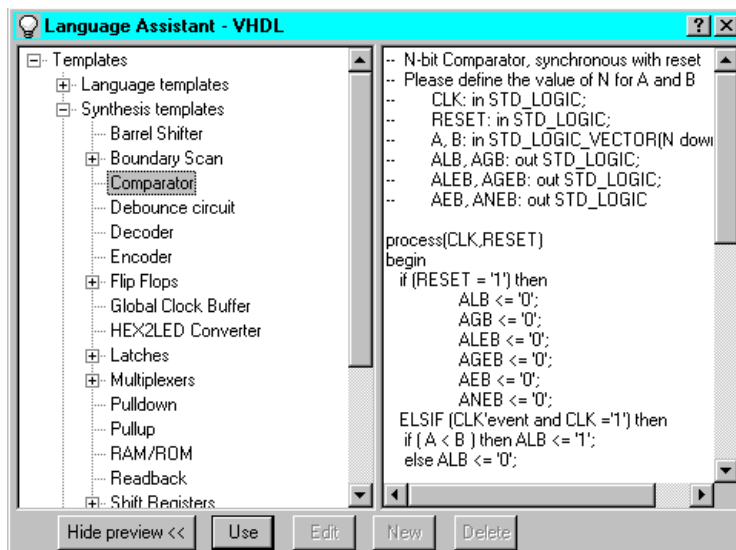 Language Assistant - VHDL
Templates
Language templates
Synthesis templates
Barrel Shifter
Boundary Scan
Comparator
Debounce circuit
Decoder
Encoder
Flip Flops
Global Clock Buffer
HEX2LED Converter
Latches
Multiplexers
Pulldown
Pullup
RAM/ROM
Readback
Shift Registers
-- N-bit Comparator, synchronous with reset
-- Please define the value of N for A and B
-- CLK: in STD_LOGIC;
-- RESET: in STD_LOGIC;
-- A, B: in STD_LOGIC_VECTOR(N down
-- ALB, AGB: out STD_LOGIC;
-- ALEB, AGEB: out STD_LOGIC;
-- AEB, ANEB: out STD_LOGIC
process(CLK,RESET)
begin
if (RESET = '1') then
ALB <= '0';
AGB <= '0';
ALEB <= '0';
AGEB <= '0';
AEB <= '0';
ANEB <= '0';
ELSIF (CLK'event and CLK ='1') then
if ( A < B ) then ALB <= '1';
else ALB <= '0';
Hide preview << Use Edit New Delete